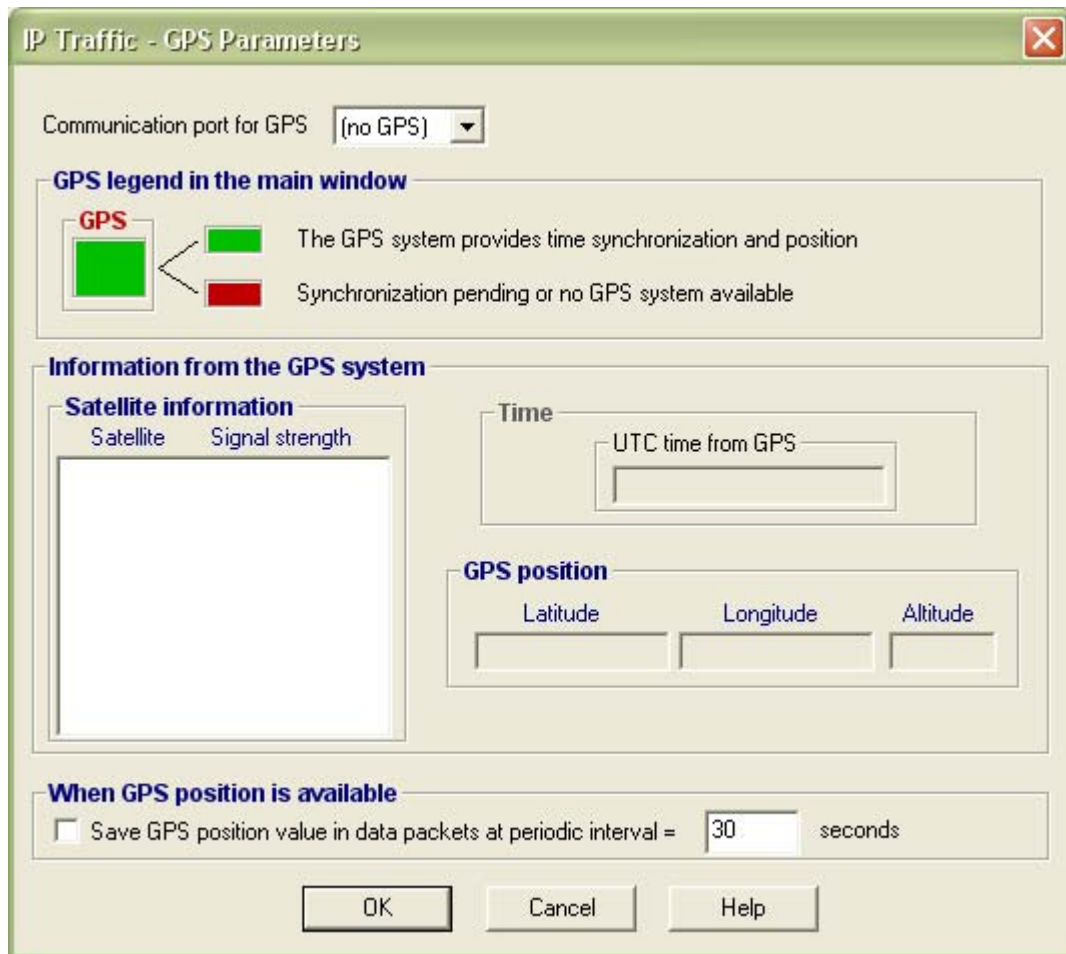 IP Traffic - GPS Parameters
Communication port for GPS (no GPS)
GPS legend in the main window
GPS
The GPS system provides time synchronization and position
Synchronization pending or no GPS system available
Information from the GPS system
Satellite information
Satellite Signal strength
Time
UTC time from GPS
GPS position
Latitude Longitude Altitude
When GPS position is available
Save GPS position value in data packets at periodic interval = 30 seconds
OK Cancel Help